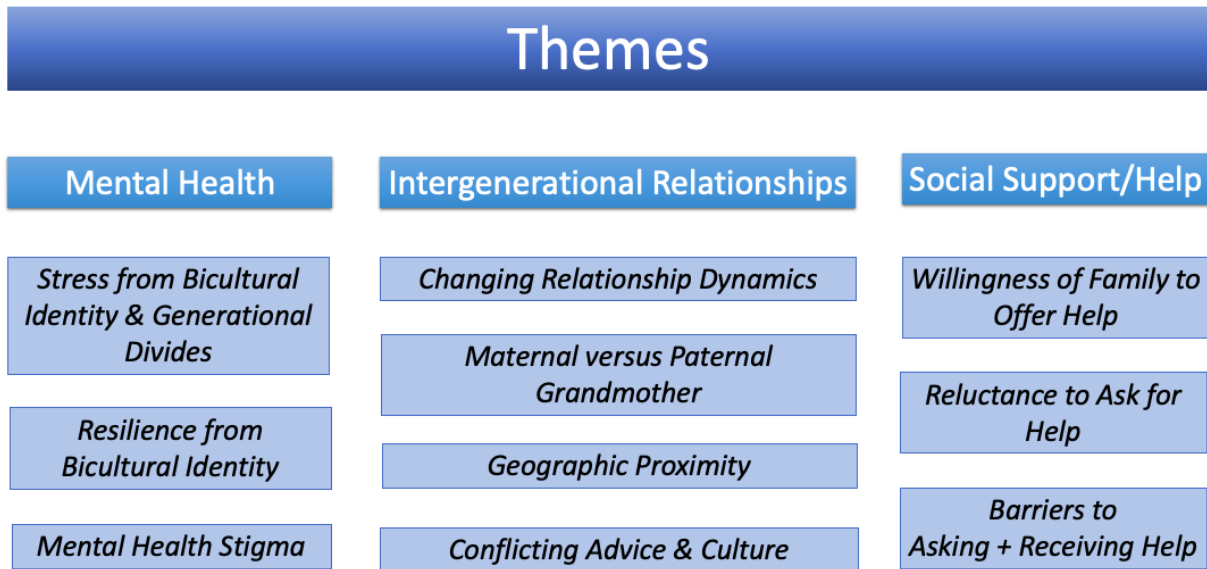 Themes
Mental Health
Stress from Bicultural
Identity & Generational
Divides
Resilience from
Bicultural Identity
Mental Health Stigma
Intergenerational Relationships
Changing Relationship Dynamics
Maternal versus Paternal
Grandmother
Geographic Proximity
Conflicting Advice & Culture
Social Support/Help
Willingness of Family to
Offer Help
Reluctance to Ask for
Help
Barriers to
Asking + Receiving Help